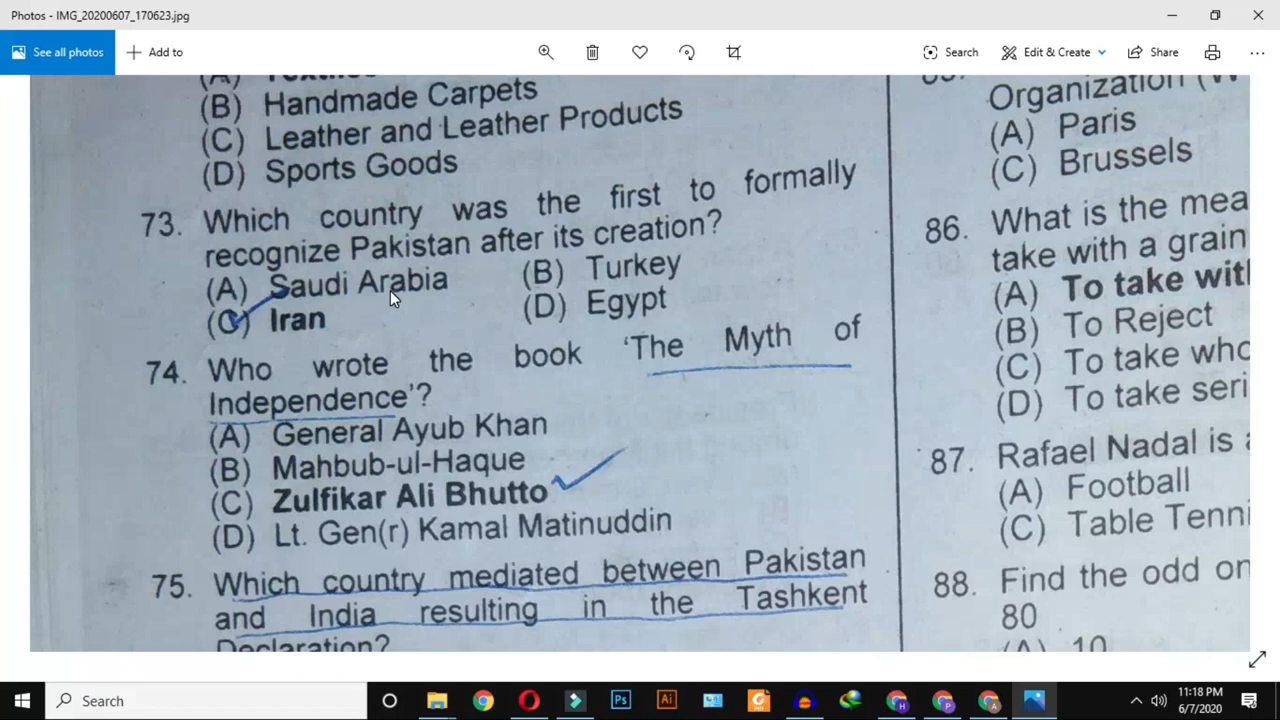 Photos - IMG_20200607_170623.jpg
See all photos
Add to
Search
Edit & Create
Share
(A) Textiles
(B) Handmade Carpets
(C) Leather and Leather Products
(D) Sports Goods
73. Which country was the first to formally
recognize Pakistan after its creation?
(A) Saudi Arabia (B) Turkey
(C) Iran (D) Egypt
74. Who wrote the book 'The Myth of
Independence'?
(A) General Ayub Khan
(B) Mahbub-ul-Haque
(C) Zulfikar Ali Bhutto
(D) Lt. Gen(r) Kamal Matinuddin
75. Which country mediated between Pakistan
and India resulting in the Tashkent
Declaration?
Organization (W
(A) Paris
(C) Brussels
86. What is the mea
take with a grain
(A) To take with
(B) To Reject
(C) To take who
(D) To take seri
87. Rafael Nadal is a
(A) Football
(C) Table Tenni
88. Find the odd on
80
(A) 10
Search
11:18 PM
6/7/2020